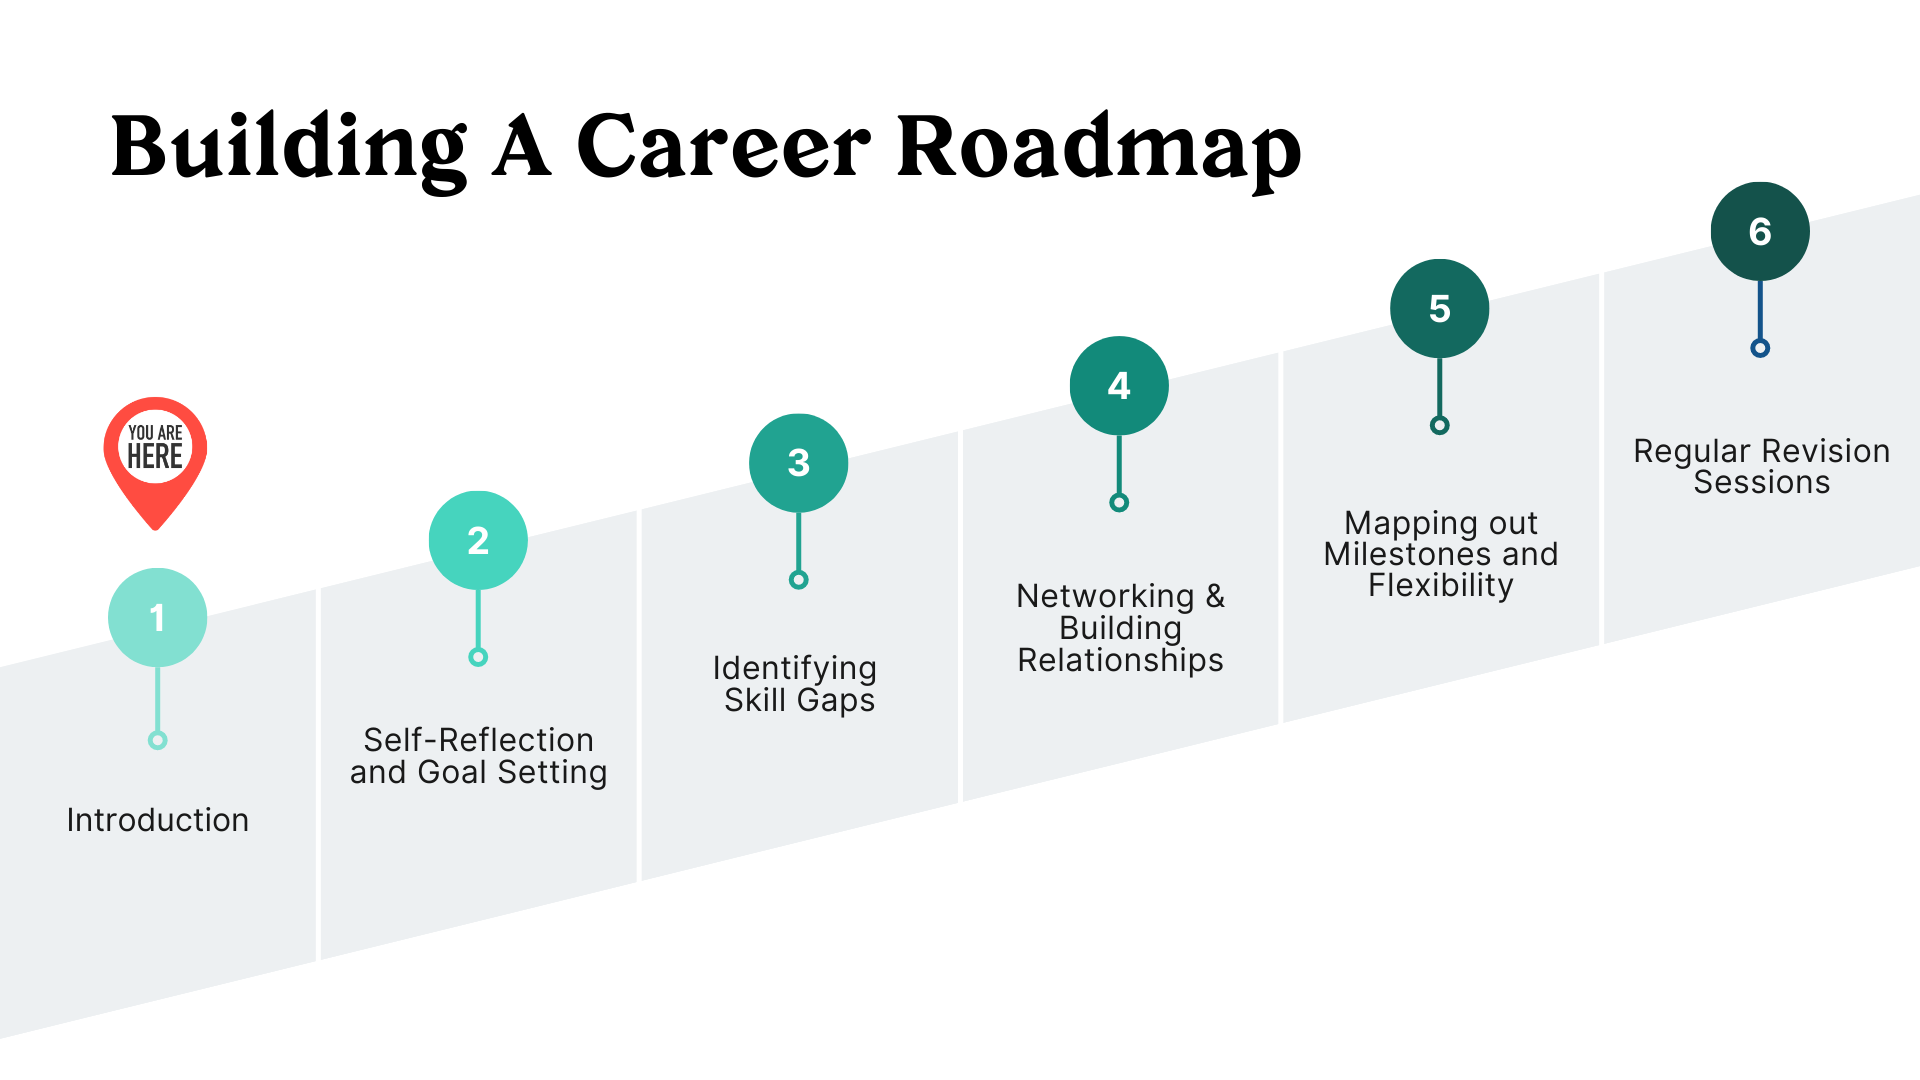 Building A Career Roadmap
YOU ARE
HERE
1
Introduction
2
Self-Reflection
and Goal Setting
3
Identifying
Skill Gaps
4
Networking &
Building
Relationships
5
Mapping out
Milestones and
Flexibility
6
Regular Revision
Sessions